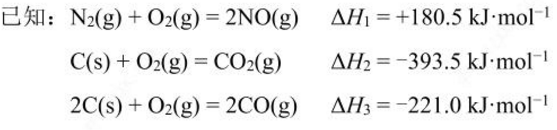 已知：N₂(g) + O₂(g) = 2NO(g) ΔH₁ = +180.5 kJ·mol⁻¹
C(s) + O₂(g) = CO₂(g) ΔH₂ = −393.5 kJ·mol⁻¹
2C(s) + O₂(g) = 2CO(g) ΔH₃ = −221.0 kJ·mol⁻¹